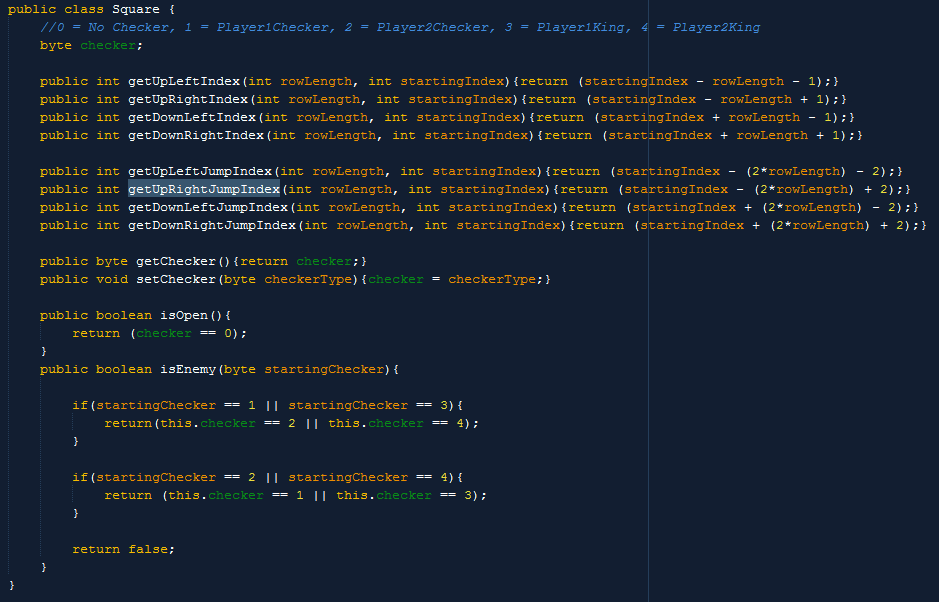 public class Square {
    //0 = No Checker, 1 = Player1Checker, 2 = Player2Checker, 3 = Player1King, 4 = Player2King
    byte checker;

    public int getUpLeftIndex(int rowLength, int startingIndex){return (startingIndex - rowLength - 1);}
    public int getUpRightIndex(int rowLength, int startingIndex){return (startingIndex - rowLength + 1);}
    public int getDownLeftIndex(int rowLength, int startingIndex){return (startingIndex + rowLength - 1);}
    public int getDownRightIndex(int rowLength, int startingIndex){return (startingIndex + rowLength + 1);}

    public int getUpLeftJumpIndex(int rowLength, int startingIndex){return (startingIndex - (2*rowLength) - 2);}
    public int getUpRightJumpIndex(int rowLength, int startingIndex){return (startingIndex - (2*rowLength) + 2);}
    public int getDownLeftJumpIndex(int rowLength, int startingIndex){return (startingIndex + (2*rowLength) - 2);}
    public int getDownRightJumpIndex(int rowLength, int startingIndex){return (startingIndex + (2*rowLength) + 2);}

    public byte getChecker(){return checker;}
    public void setChecker(byte checkerType){checker = checkerType;}

    public boolean isOpen(){
        return (checker == 0);
    }
    public boolean isEnemy(byte startingChecker){

        if(startingChecker == 1 || startingChecker == 3){
            return(this.checker == 2 || this.checker == 4);
        }

        if(startingChecker == 2 || startingChecker == 4){
            return (this.checker == 1 || this.checker == 3);
        }

        return false;
    }
}